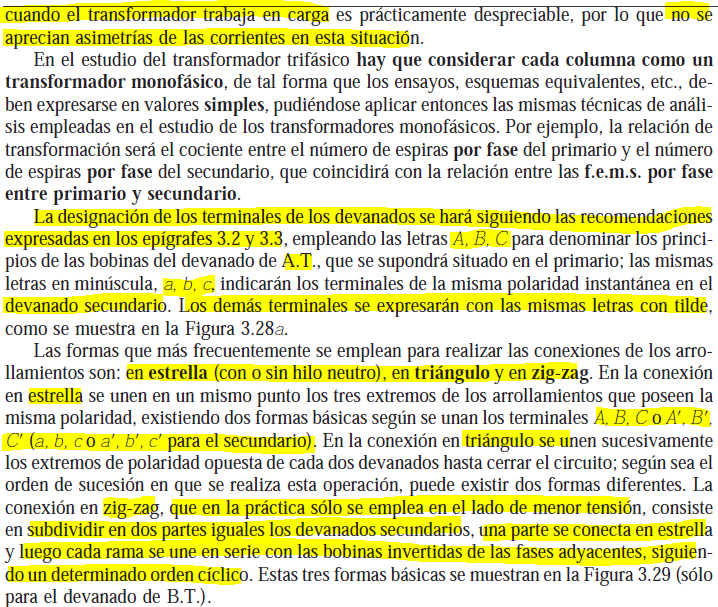 cuando el transformador trabaja en carga es prácticamente despreciable, por lo que no se
aprecian asimetrías de las corrientes en esta situación.
En el estudio del transformador trifásico hay que considerar cada columna como un
transformador monofásico, de tal forma que los ensayos, esquemas equivalentes, etc., de-
ben expresarse en valores simples, pudiéndose aplicar entonces las mismas técnicas de análi-
sis empleadas en el estudio de los transformadores monofásicos. Por ejemplo, la relación de
transformación será el cociente entre el número de espiras por fase del primario y el número
de espiras por fase del secundario, que coincidirá con la relación entre las f.e.m.s. por fase
entre primario y secundario.
La designación de los terminales de los devanados se hará siguiendo las recomendaciones
expresadas en los epígrafes 3.2 y 3.3, empleando las letras A, B, C para denominar los princi-
pios de las bobinas del devanado de A.T., que se supondrá situado en el primario; las mismas
letras en minúscula, a, b, c, indicarán los terminales de la misma polaridad instantánea en el
devanado secundario. Los demás terminales se expresarán con las mismas letras con tilde,
como se muestra en la Figura 3.28a.
Las formas que más frecuentemente se emplean para realizar las conexiones de los arro-
llamientos son: en estrella (con o sin hilo neutro), en triángulo y en zig-zag. En la conexión
en estrella se unen en un mismo punto los tres extremos de los arrollamientos que poseen la
misma polaridad, existiendo dos formas básicas según se unan los terminales A, B, C o A′, B′,
C′ (a, b, c o a′, b′, c′ para el secundario). En la conexión en triángulo se unen sucesivamente
los extremos de polaridad opuesta de cada dos devanados hasta cerrar el circuito; según sea el
orden de sucesión en que se realiza esta operación, puede existir dos formas diferentes. La
conexión en zig-zag, que en la práctica sólo se emplea en el lado de menor tensión, consiste
en subdividir en dos partes iguales los devanados secundarios, una parte se conecta en estrella
y luego cada rama se une en serie con las bobinas invertidas de las fases adyacentes, siguien-
do un determinado orden cíclico. Estas tres formas básicas se muestran en la Figura 3.29 (sólo
para el devanado de B.T.).